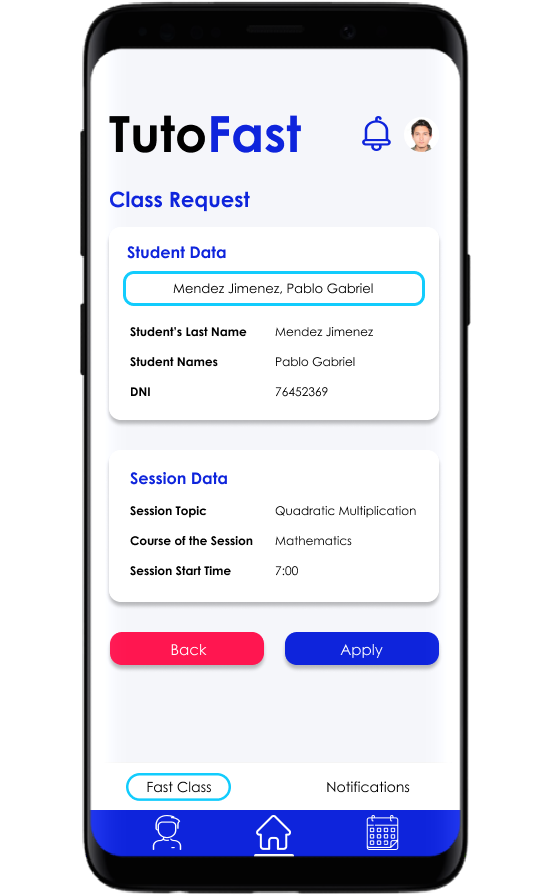 TutoFast
Class Request
Student Data
Mendez Jimenez, Pablo Gabriel
Student's Last Name Mendez Jimenez
Student Names Pablo Gabriel
DNI 76452369
Session Data
Session Topic Quadratic Multiplication
Course of the Session Mathematics
Session Start Time 7:00
Back Apply
Fast Class Notifications